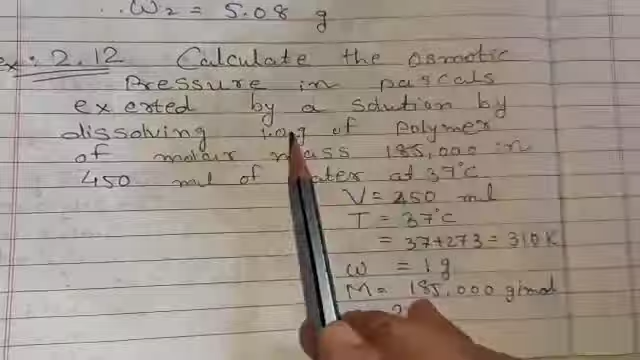 ∴ W₂ = 5.08 g
ex: 2.12 Calculate the osmotic
Pressure in pascals
exerted by a solution by
dissolving 1.0g of polymer
of molar mass 185,000 in
450 ml of water at 37°C
V = 450 ml
T = 37°C
= 37+273 = 310K
W = 1g
M = 185,000 g/mol